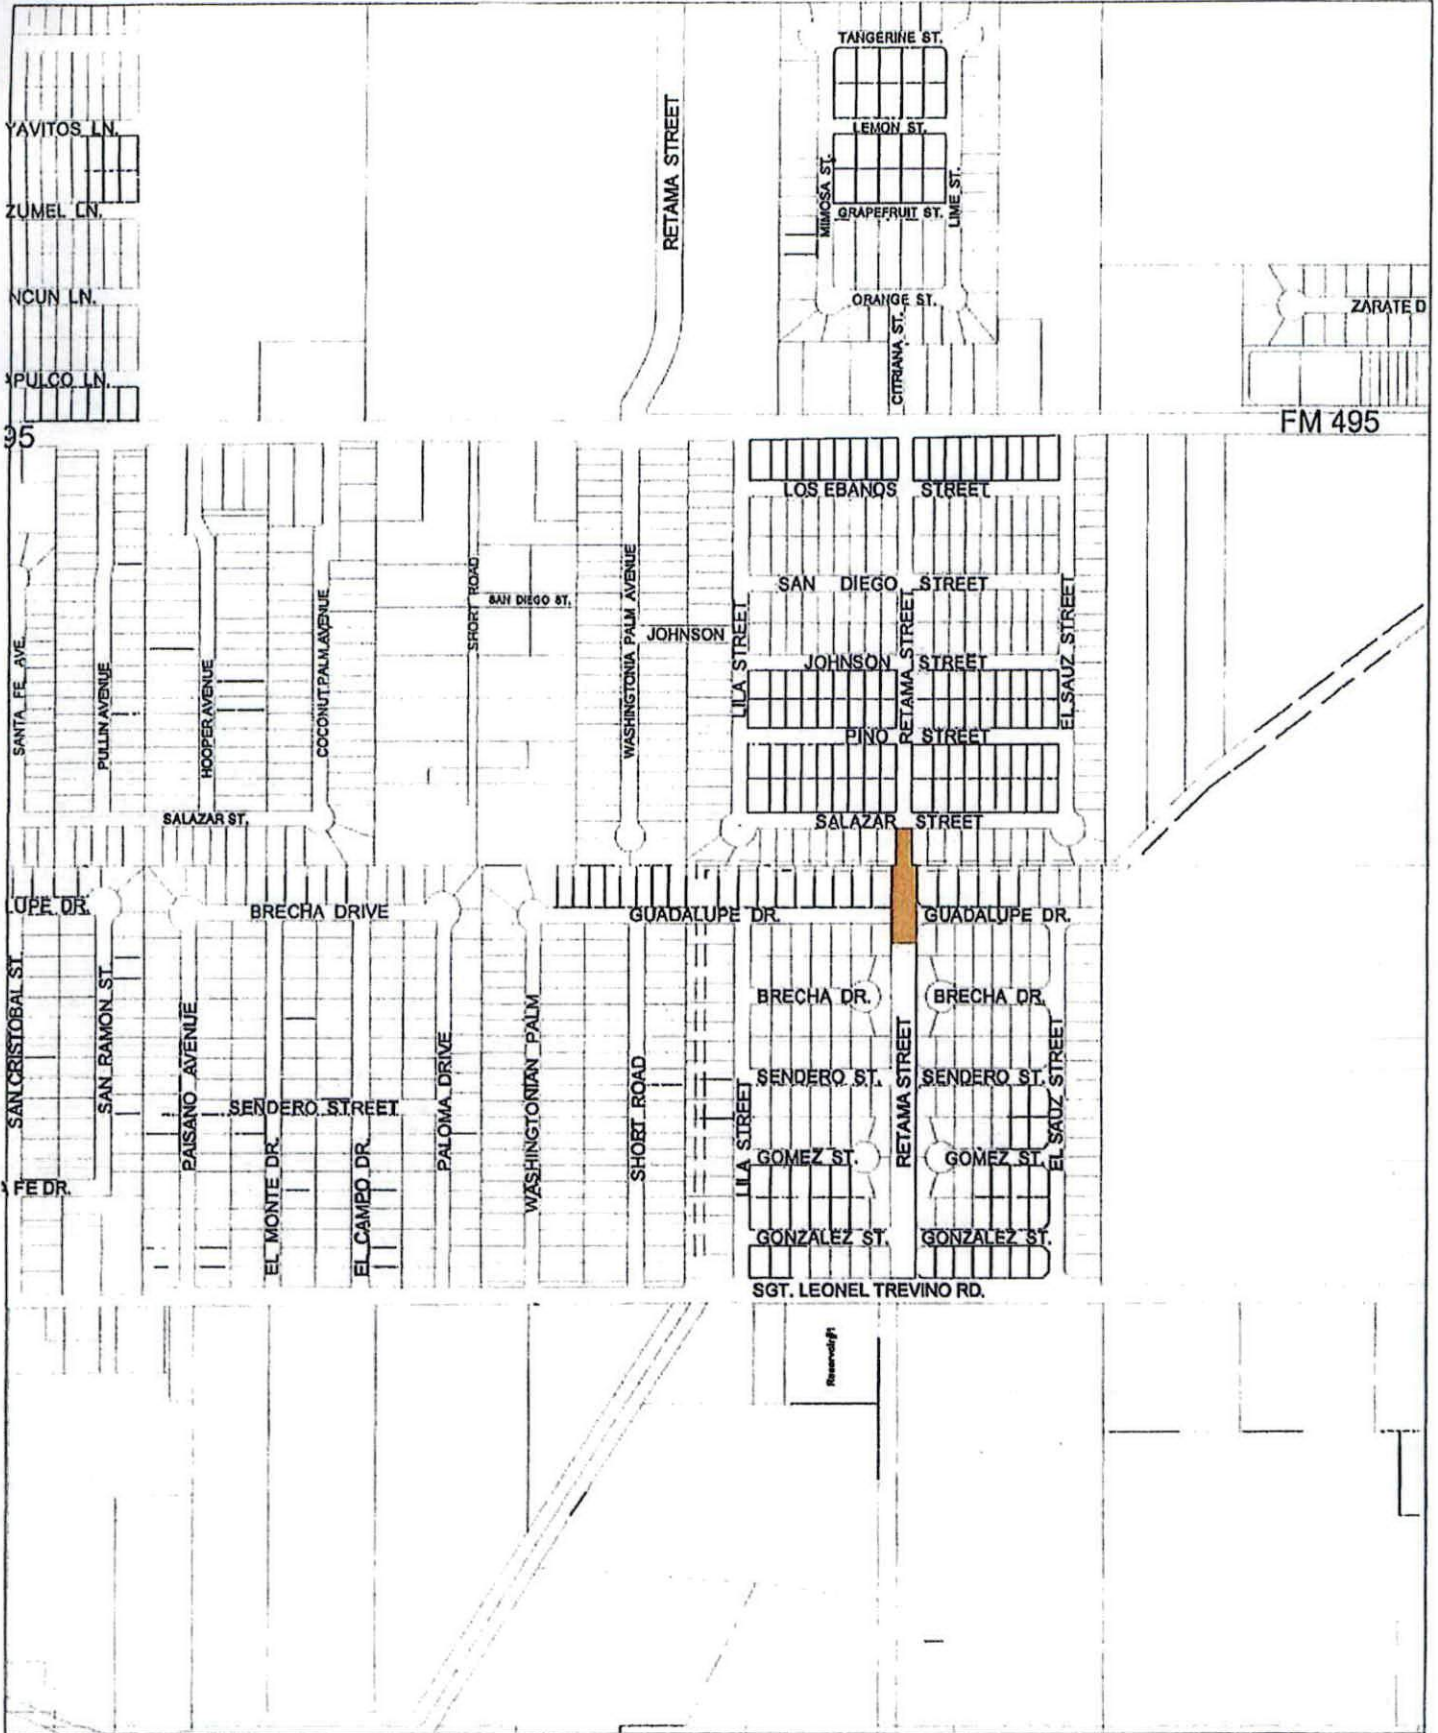 TANGERINE ST.
YAVITOS LN.
LEMON ST.
RETAMA STREET
MIMOSA ST.
LIME ST.
ZUMEL LN.
GRAPEFRUIT ST.
NCUN LN.
ORANGE ST.
ZARATE D
CITRIANA ST.
APULCO LN.
FM 495
95
LOS EBANOS STREET
SAN DIEGO STREET
SAN DIEGO ST.
SHORT ROAD
WASHINGTONIA PALM AVENUE
JOHNSON
LILA STREET
RETAMA STREET
EL SAUZ STREET
JOHNSON STREET
SANTA FE AVE.
PULLIN AVENUE
HOOPER AVENUE
COCONUT PALM AVENUE
PINO STREET
SALAZAR ST.
SALAZAR STREET
LUPE DR.
BRECHA DRIVE
GUADALUPE DR.
GUADALUPE DR.
BRECHA DR.
BRECHA DR.
SAN CRISTOBAL ST.
SAN RAMON ST.
PAISANO AVENUE
PALOMA DRIVE
WASHINGTONIAN PALM
SHORT ROAD
RETAMA STREET
EL SAUZ STREET
SENDERO ST.
SENDERO ST.
SENDERO STREET
LILA STREET
GOMEZ ST.
GOMEZ ST.
A FE DR.
EL MONTE DR.
EL CAMPO DR.
GONZALEZ ST.
GONZALEZ ST.
SGT. LEONEL TREVINO RD.